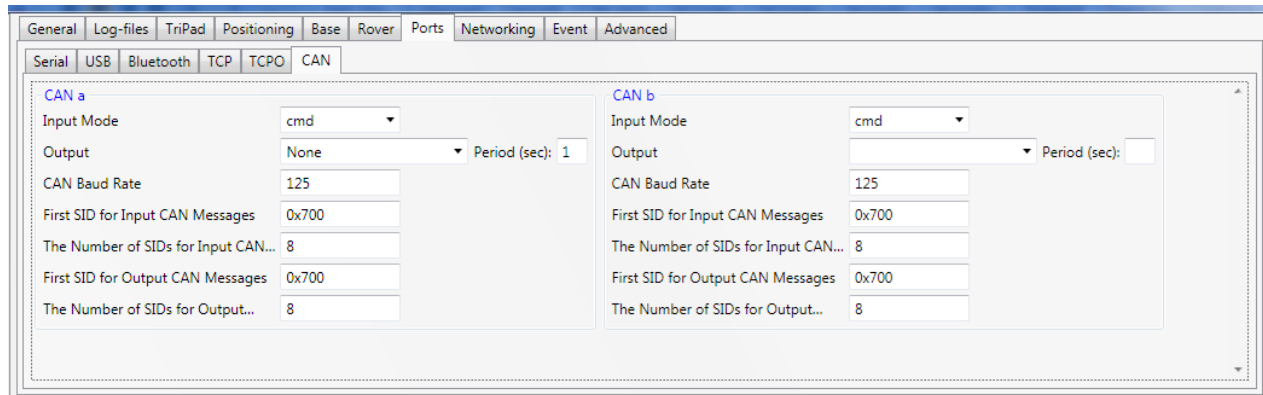 General Log-files TriPad Positioning Base Rover Ports Networking Event Advanced
Serial USB Bluetooth TCP TCPO CAN
CAN a
Input Mode cmd
Output None Period (sec): 1
CAN Baud Rate 125
First SID for Input CAN Messages 0x700
The Number of SIDs for Input CAN... 8
First SID for Output CAN Messages 0x700
The Number of SIDs for Output... 8
CAN b
Input Mode cmd
Output Period (sec):
CAN Baud Rate 125
First SID for Input CAN Messages 0x700
The Number of SIDs for Input CAN... 8
First SID for Output CAN Messages 0x700
The Number of SIDs for Output... 8